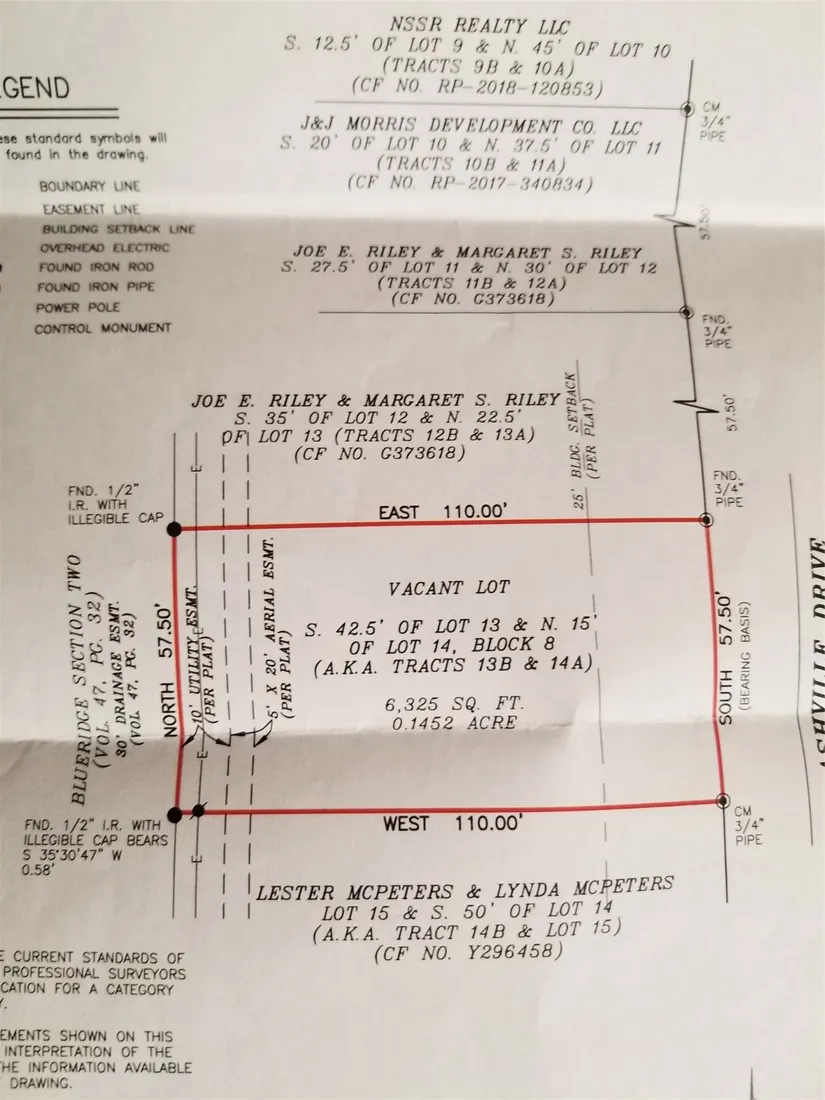 NSSR REALTY LLC
S. 12.5' OF LOT 9 & N. 45' OF LOT 10
(TRACTS 9B & 10A)
(CF NO. RP-2018-120853)
CM
3/4"
PIPE
J&J MORRIS DEVELOPMENT CO. LLC
S. 20' OF LOT 10 & N. 37.5' OF LOT 11
(TRACTS 10B & 11A)
(CF NO. RP-2017-340834)
57.50'
GEND
ese standard symbols will
found in the drawing.
BOUNDARY LINE
EASEMENT LINE
BUILDING SETBACK LINE
OVERHEAD ELECTRIC
FOUND IRON ROD
FOUND IRON PIPE
POWER POLE
CONTROL MONUMENT
JOE E. RILEY & MARGARET S. RILEY
S. 27.5' OF LOT 11 & N. 30' OF LOT 12
(TRACTS 11B & 12A)
(CF NO. G373618)
FND.
3/4"
PIPE
57.50'
JOE E. RILEY & MARGARET S. RILEY
S. 35' OF LOT 12 & N. 22.5'
OF LOT 13 (TRACTS 12B & 13A)
(CF NO. G373618)
25' BLDG. SETBACK
(PER PLAT)
FND.
3/4"
PIPE
FND. 1/2"
I.R. WITH
ILLEGIBLE CAP
E
EAST 110.00'
VACANT LOT
S. 42.5' OF LOT 13 & N. 15'
OF LOT 14, BLOCK 8
(A.K.A. TRACTS 13B & 14A)
6,325 SQ. FT.
0.1452 ACRE
BLUERIDGE SECTION TWO
(VOL. 47, PG. 32)
30' DRAINAGE ESMT.
(VOL. 47, PG. 32)
NORTH 57.50'
10' UTILITY ESMT.
(PER PLAT)
E
E
5' X 20' AERIAL ESMT.
(PER PLAT)
SOUTH 57.50'
(BEARING BASIS)
ASHVILLE DRIVE
WEST 110.00'
FND. 1/2" I.R. WITH
ILLEGIBLE CAP BEARS
S 35°30'47" W
0.58'
E
CM
3/4"
PIPE
LESTER MCPETERS & LYNDA MCPETERS
LOT 15 & S. 50' OF LOT 14
(A.K.A. TRACT 14B & LOT 15)
(CF NO. Y296458)
E CURRENT STANDARDS OF
PROFESSIONAL SURVEYORS
CATION FOR A CATEGORY
Y.
EMENTS SHOWN ON THIS
INTERPRETATION OF THE
HE INFORMATION AVAILABLE
DRAWING.